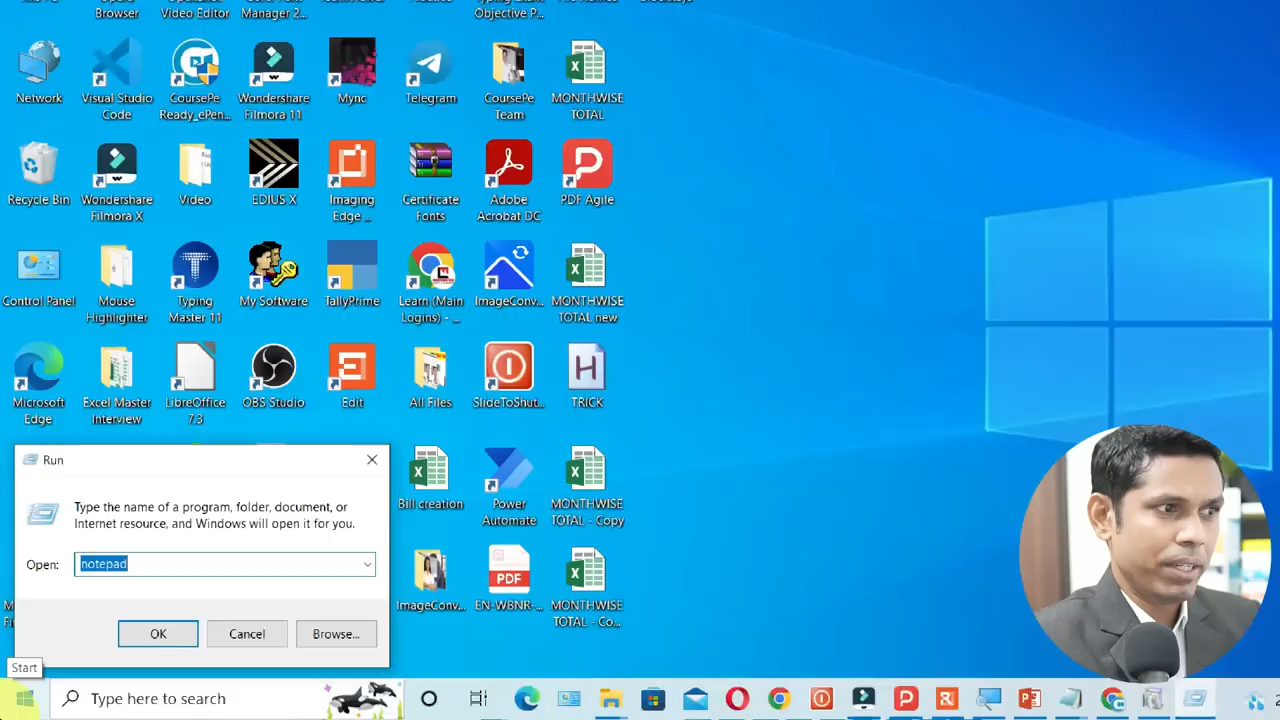 Browser
Video Editor
Manager 2...
Objective P...
Network
Visual Studio
Code
CoursePe
Ready_ePen...
Wondershare
Filmora 11
Mync
Telegram
CoursePe
Team
MONTHWISE
TOTAL
Recycle Bin
Wondershare
Filmora X
Video
EDIUS X
Imaging
Edge ...
Certificate
Fonts
Adobe
Acrobat DC
PDF Agile
Control Panel
Mouse
Highlighter
Typing
Master 11
My Software
TallyPrime
Learn (Main
Logins) - ...
ImageConv...
MONTHWISE
TOTAL new
Microsoft
Edge
Excel Master
Interview
LibreOffice
7.3
OBS Studio
Edit
All Files
SlideToShut...
TRICK
Run
Type the name of a program, folder, document, or
Internet resource, and Windows will open it for you.
Open: notepad
OK Cancel Browse...
Bill creation
Power
Automate
MONTHWISE
TOTAL - Copy
ImageConv...
PDF
EN-WBNR-...
MONTHWISE
TOTAL - Co...
Start
Type here to search